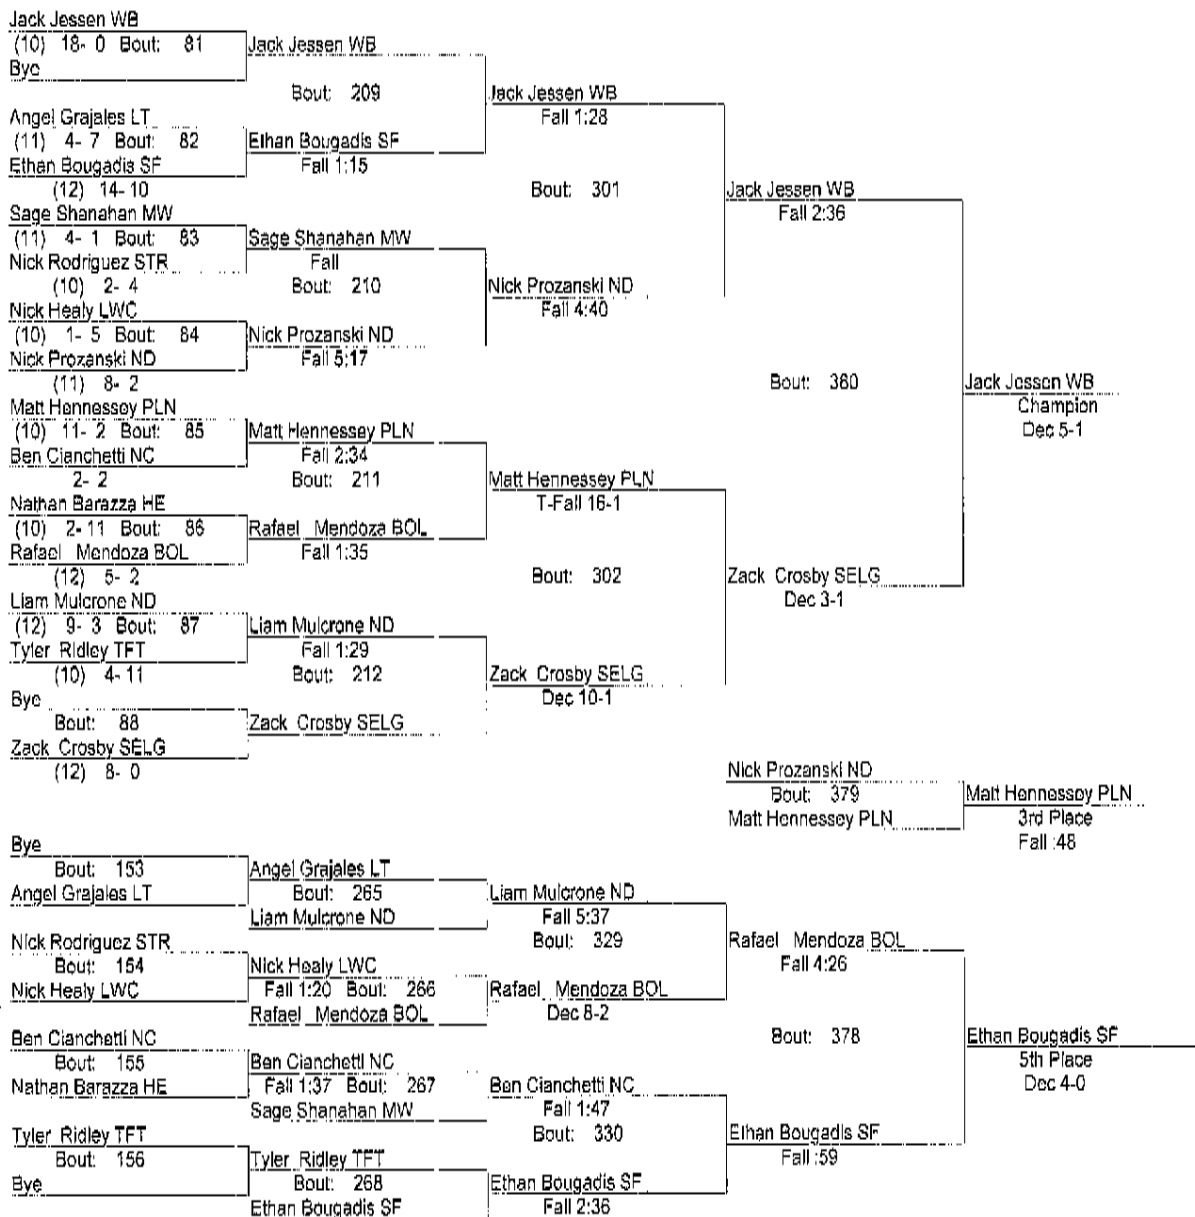 Jack Jessen WB
(10) 18- 0 Bout: 81
Jack Jessen WB
Bye
Bout: 209
Jack Jessen WB
Fall 1:28
Angel Grajales LT
(11) 4- 7 Bout: 82
Ethan Bougadis SF
Ethan Bougadis SF
Fall 1:15
(12) 14- 10
Bout: 301
Jack Jessen WB
Fall 2:36
Sage Shanahan MW
(11) 4- 1 Bout: 83
Sage Shanahan MW
Nick Rodriguez STR
Fall
(10) 2- 4
Bout: 210
Nick Prozanski ND
Fall 4:40
Nick Healy LWC
(10) 1- 5 Bout: 84
Nick Prozanski ND
Nick Prozanski ND
Fall 5:17
(11) 8- 2
Bout: 380
Jack Jessen WB
Champion
Dec 5-1
Matt Hennessey PLN
(10) 11- 2 Bout: 85
Matt Hennessey PLN
Ben Cianchetti NC
Fall 2:34
2- 2
Bout: 211
Matt Hennessey PLN
T-Fall 16-1
Nathan Barazza HE
(10) 2- 11 Bout: 86
Rafael Mendoza BOL
Rafael Mendoza BOL
Fall 1:35
(12) 5- 2
Bout: 302
Zack Crosby SELG
Dec 3-1
Liam Mulcrone ND
(12) 9- 3 Bout: 87
Liam Mulcrone ND
Tyler Ridley TFT
Fall 1:29
(10) 4- 11
Bout: 212
Zack Crosby SELG
Dec 10-1
Bye
Bout: 88
Zack Crosby SELG
Zack Crosby SELG
(12) 8- 0
Nick Prozanski ND
Bout: 379
Matt Hennessey PLN
Matt Hennessey PLN
3rd Place
Fall :48
Bye
Bout: 153
Angel Grajales LT
Angel Grajales LT
Bout: 265
Liam Mulcrone ND
Liam Mulcrone ND
Fall 5:37
Nick Rodriguez STR
Bout: 329
Rafael Mendoza BOL
Fall 4:26
Bout: 154
Nick Healy LWC
Nick Healy LWC
Fall 1:20 Bout: 266
Rafael Mendoza BOL
Rafael Mendoza BOL
Dec 8-2
Ben Cianchetti NC
Bout: 378
Ethan Bougadis SF
5th Place
Dec 4-0
Bout: 155
Ben Cianchetti NC
Nathan Barazza HE
Fall 1:37 Bout: 267
Ben Cianchetti NC
Sage Shanahan MW
Fall 1:47
Tyler Ridley TFT
Bout: 330
Ethan Bougadis SF
Fall :59
Bout: 156
Tyler Ridley TFT
Bye
Bout: 268
Ethan Bougadis SF
Ethan Bougadis SF
Fall 2:36